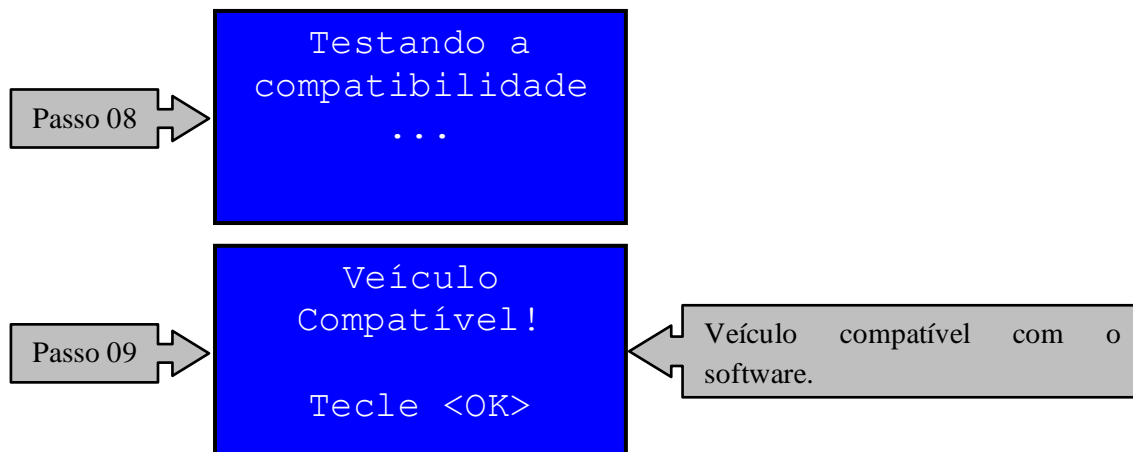 Testando a
compatibilidade
...
Passo 08
Veículo
Compatível!
Tecle <OK>
Passo 09
Veículo compatível com o
software.